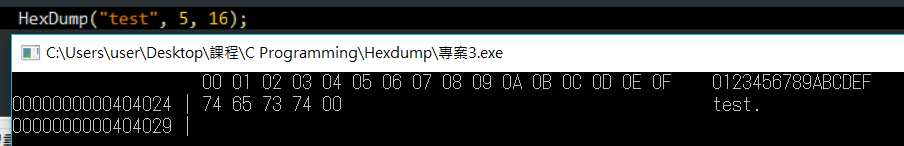 HexDump("test", 5, 16);
C:\Users\user\Desktop\課程\C Programming\Hexdump\專案3.exe
00 01 02 03 04 05 06 07 08 09 0A 0B 0C 0D 0E 0F 0123456789ABCDEF
0000000000404024 | 74 65 73 74 00 test.
0000000000404029 |